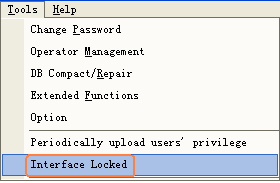 Tools Help
Change Password
Operator Management
DB Compact/Repair
Extended Functions
Option
Periodically upload users' privilege
Interface Locked